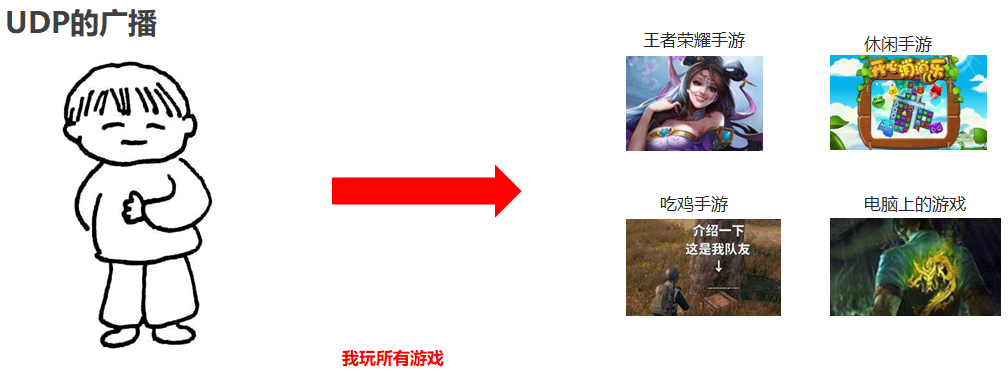 UDP的广播
王者荣耀手游
休闲手游
开心消消乐
吃鸡手游
电脑上的游戏
介绍一下
这是我队友
↓
我玩所有游戏